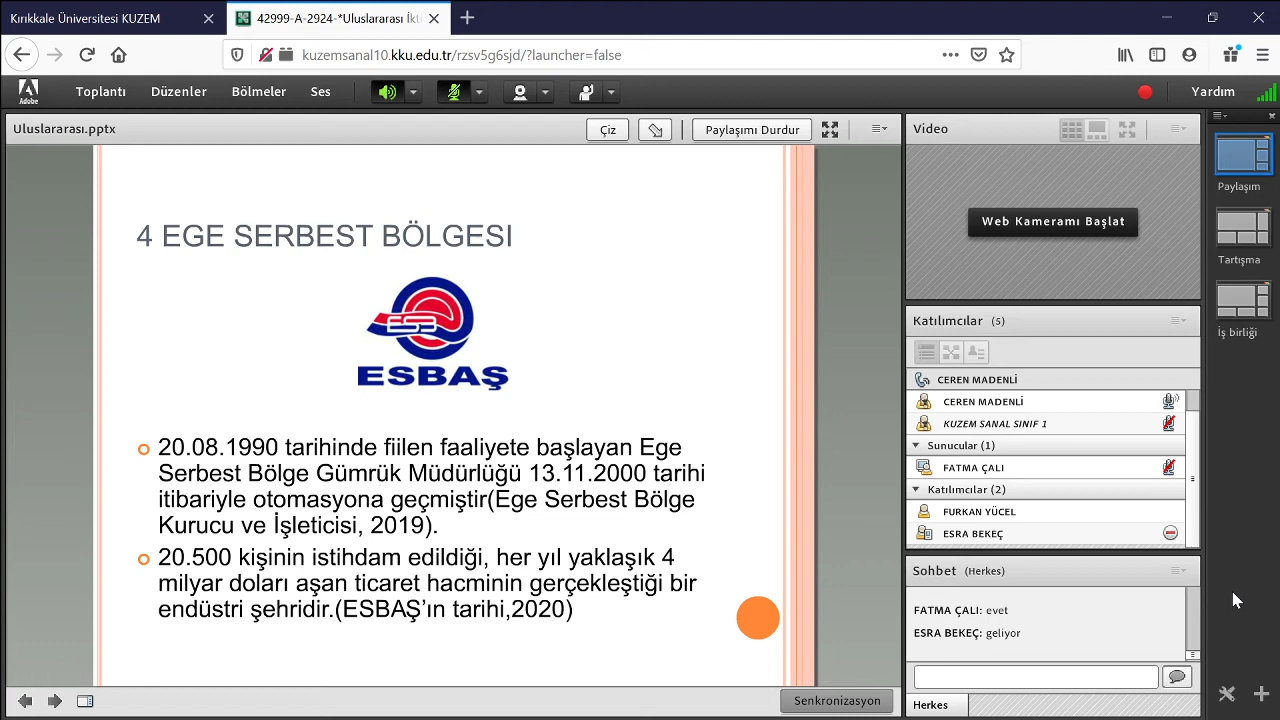 Kırıkkale Üniversitesi KUZEM
42999-A-2924-*Uluslararası İkti
kuzemsanal10.kku.edu.tr/rzsv5g6sjd/?launcher=false
Adobe
Toplantı
Düzenler
Bölmeler
Ses
Yardım
Uluslararası.pptx
Çiz
Paylaşımı Durdur
4 EGE SERBEST BÖLGESI
ESB
ESBAŞ
20.08.1990 tarihinde fiilen faaliyete başlayan Ege
Serbest Bölge Gümrük Müdürlüğü 13.11.2000 tarihi
itibariyle otomasyona geçmiştir(Ege Serbest Bölge
Kurucu ve İşleticisi, 2019).
20.500 kişinin istihdam edildiği, her yıl yaklaşık 4
milyar doları aşan ticaret hacminin gerçekleştiği bir
endüstri şehridir.(ESBAŞ’ın tarihi,2020)
Senkronizasyon
Video
Web Kameramı Başlat
Katılımcılar (5)
CEREN MADENLİ
CEREN MADENLİ
KUZEM SANAL SINIF 1
Sunucular (1)
FATMA ÇALI
Katılımcılar (2)
FURKAN YÜCEL
ESRA BEKEÇ
Sohbet (Herkes)
FATMA ÇALI: evet
ESRA BEKEÇ: geliyor
Herkes
Paylaşım
Tartışma
İş birliği